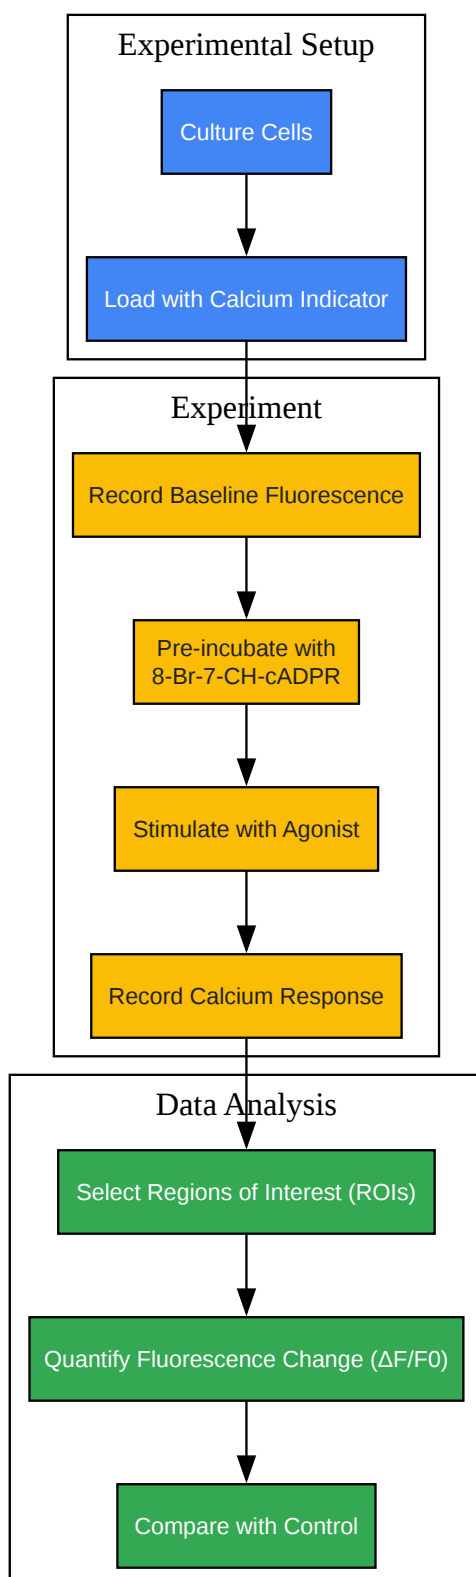 Experimental Setup
Culture Cells
Load with Calcium Indicator
Experiment
Record Baseline Fluorescence
Pre-incubate with
8-Br-7-CH-cADPR
Stimulate with Agonist
Record Calcium Response
Data Analysis
Select Regions of Interest (ROIs)
Quantify Fluorescence Change (ΔF/F0)
Compare with Control